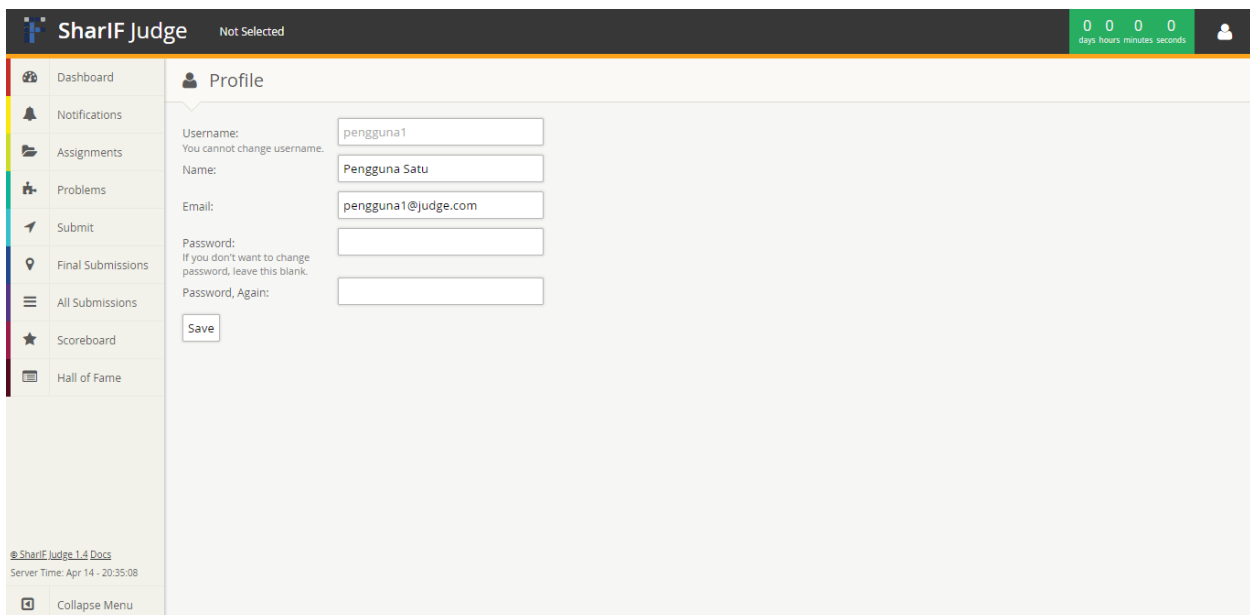 SharIF Judge
Not Selected
0 0 0 0
days hours minutes seconds
Dashboard
Notifications
Assignments
Problems
Submit
Final Submissions
All Submissions
Scoreboard
Hall of Fame
© SharIF Judge 1.4 Docs
Server Time: Apr 14 - 20:35:08
Collapse Menu
Profile
Username:
You cannot change username.
pengguna1
Name:
Pengguna Satu
Email:
pengguna1@judge.com
Password:
If you don't want to change
password, leave this blank.
Password, Again:
Save